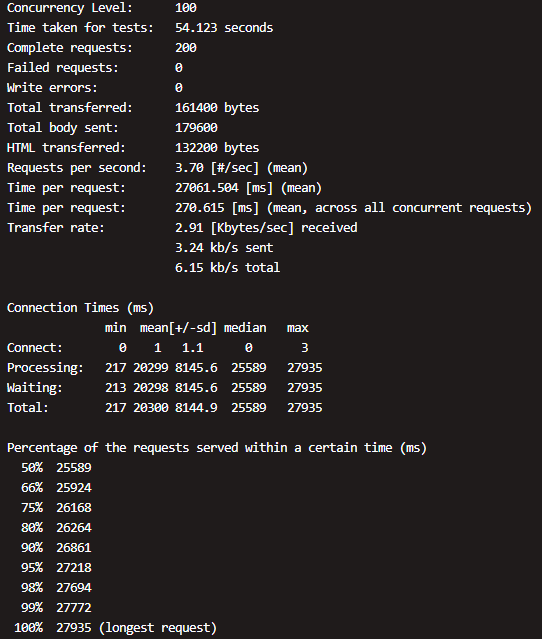 Concurrency Level:      100
Time taken for tests:   54.123 seconds
Complete requests:      200
Failed requests:        0
Write errors:           0
Total transferred:      161400 bytes
Total body sent:        179600
HTML transferred:       132200 bytes
Requests per second:    3.70 [#/sec] (mean)
Time per request:       27061.504 [ms] (mean)
Time per request:       270.615 [ms] (mean, across all concurrent requests)
Transfer rate:          2.91 [Kbytes/sec] received
                        3.24 kb/s sent
                        6.15 kb/s total

Connection Times (ms)
              min  mean[+/-sd] median   max
Connect:        0    1   1.1      0       3
Processing:   217 20299 8145.6  25589   27935
Waiting:      213 20298 8145.6  25589   27935
Total:        217 20300 8144.9  25589   27935

Percentage of the requests served within a certain time (ms)
  50%  25589
  66%  25924
  75%  26168
  80%  26264
  90%  26861
  95%  27218
  98%  27694
  99%  27772
 100%  27935 (longest request)